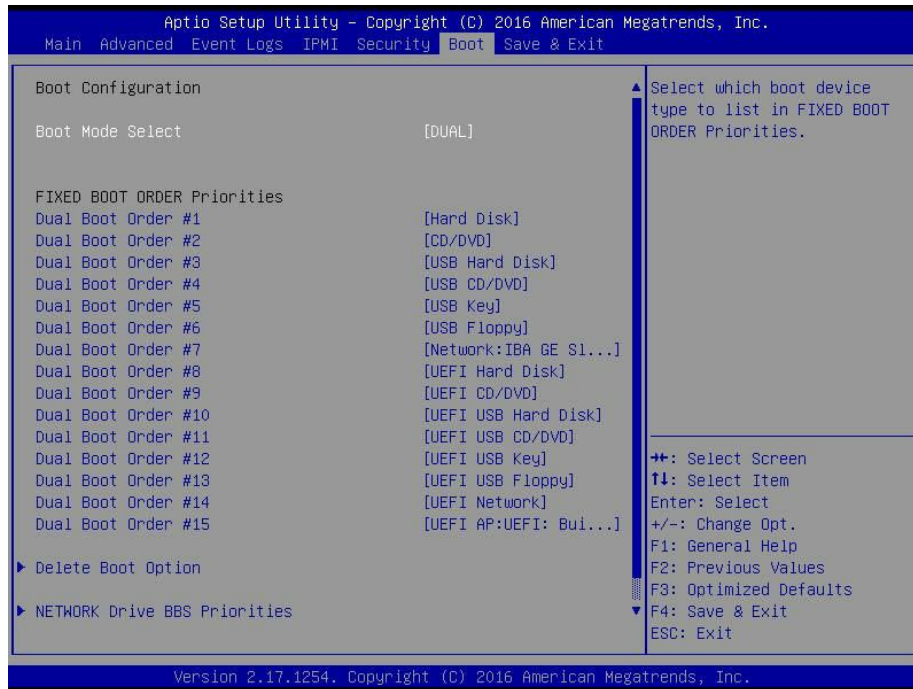 Aptio Setup Utility – Copyright (C) 2016 American Megatrends, Inc.
Main Advanced Event Logs IPMI Security Boot Save & Exit
Boot Configuration
Boot Mode Select [DUAL]
FIXED BOOT ORDER Priorities
Dual Boot Order #1 [Hard Disk]
Dual Boot Order #2 [CD/DVD]
Dual Boot Order #3 [USB Hard Disk]
Dual Boot Order #4 [USB CD/DVD]
Dual Boot Order #5 [USB Key]
Dual Boot Order #6 [USB Floppy]
Dual Boot Order #7 [Network:IBA GE Sl...]
Dual Boot Order #8 [UEFI Hard Disk]
Dual Boot Order #9 [UEFI CD/DVD]
Dual Boot Order #10 [UEFI USB Hard Disk]
Dual Boot Order #11 [UEFI USB CD/DVD]
Dual Boot Order #12 [UEFI USB Key]
Dual Boot Order #13 [UEFI USB Floppy]
Dual Boot Order #14 [UEFI Network]
Dual Boot Order #15 [UEFI AP:UEFI: Bui...]
Delete Boot Option
NETWORK Drive BBS Priorities
Select which boot device
type to list in FIXED BOOT
ORDER Priorities.
→←: Select Screen
↑↓: Select Item
Enter: Select
+/-: Change Opt.
F1: General Help
F2: Previous Values
F3: Optimized Defaults
F4: Save & Exit
ESC: Exit
Version 2.17.1254. Copyright (C) 2016 American Megatrends, Inc.